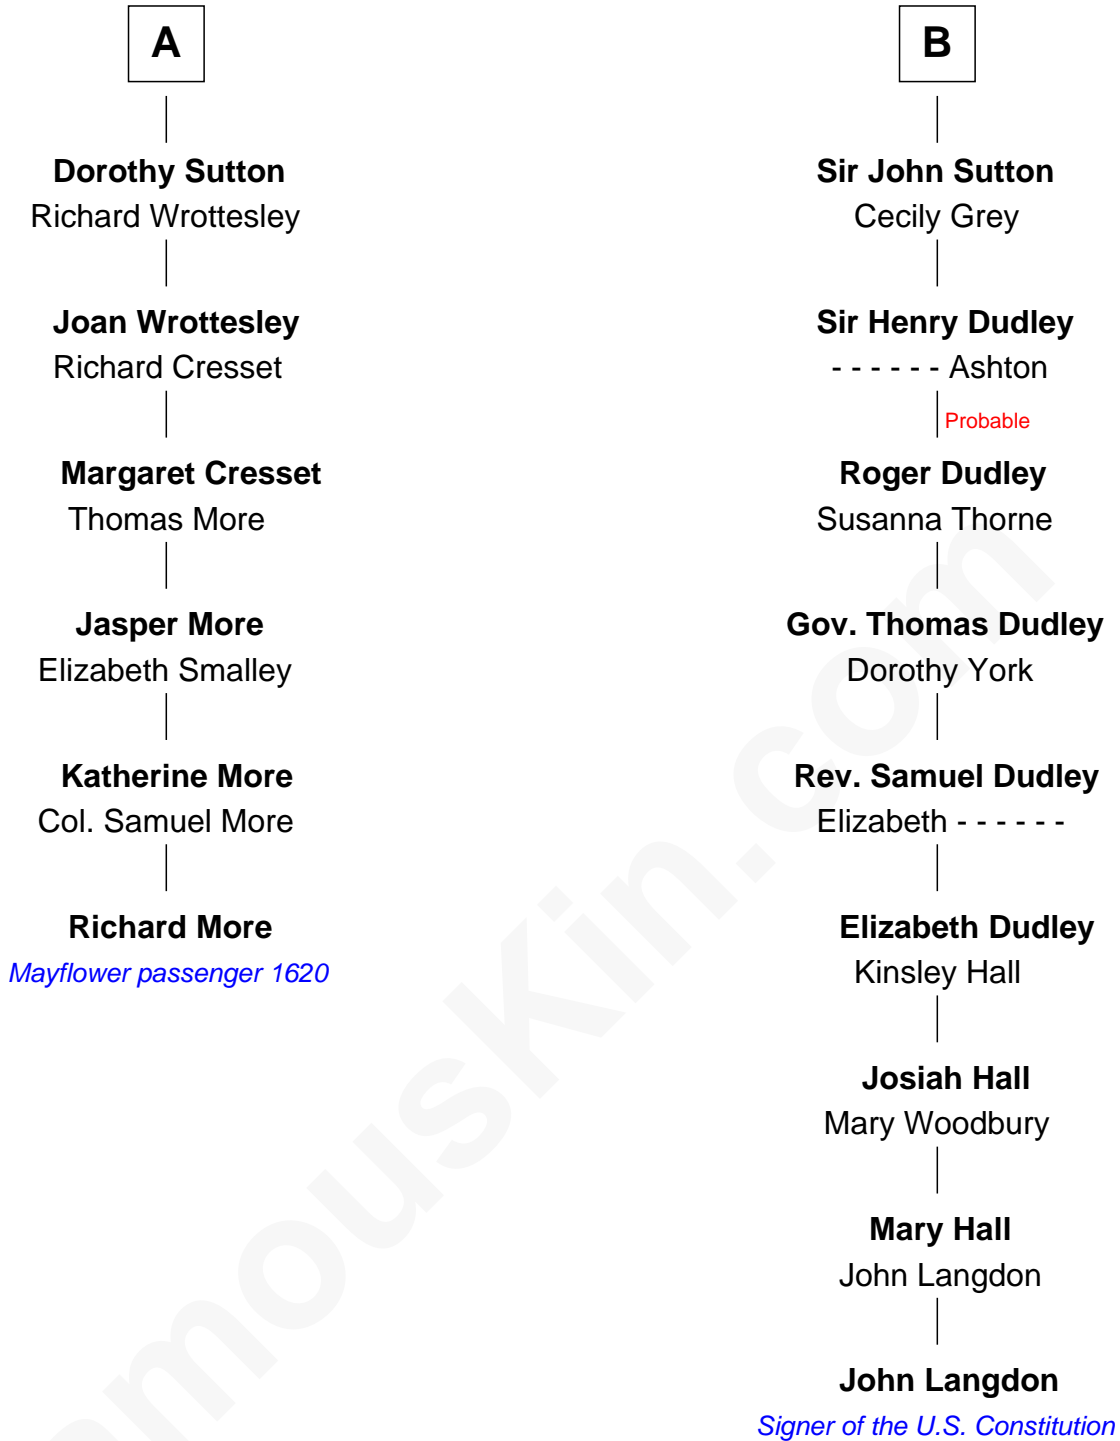 A
Dorothy Sutton
Richard Wrottesley
Joan Wrottesley
Richard Cresset
Margaret Cresset
Thomas More
Jasper More
Elizabeth Smalley
Katherine More
Col. Samuel More
Richard More
Mayflower passenger 1620
B
Sir John Sutton
Cecily Grey
Sir Henry Dudley
- - - - - - Ashton
Probable
Roger Dudley
Susanna Thorne
Gov. Thomas Dudley
Dorothy York
Rev. Samuel Dudley
Elizabeth - - - - - -
Elizabeth Dudley
Kinsley Hall
Josiah Hall
Mary Woodbury
Mary Hall
John Langdon
John Langdon
Signer of the U.S. Constitution
amouskin.com